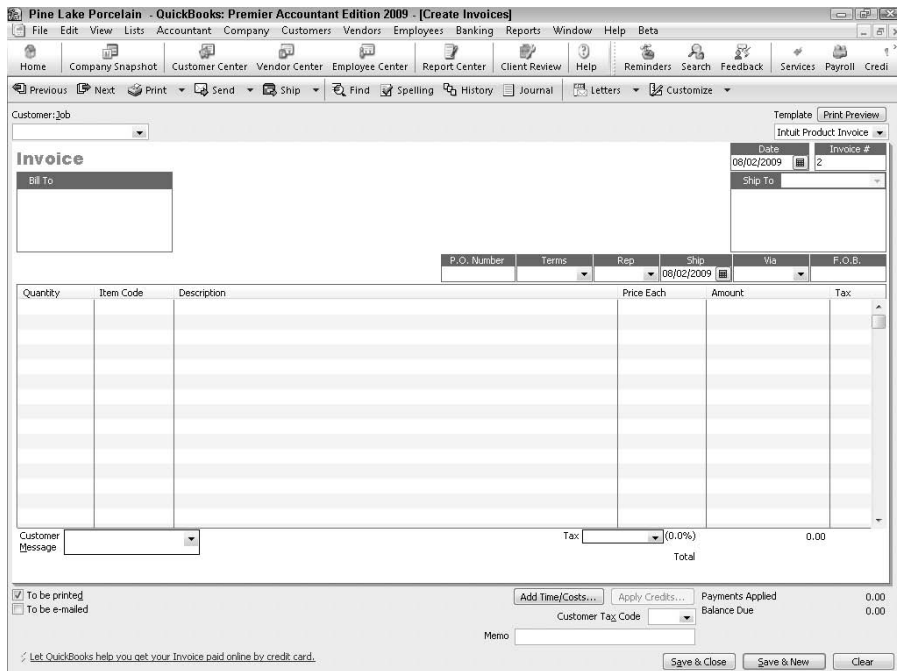 Pine Lake Porcelain - QuickBooks: Premier Accountant Edition 2009 - [Create Invoices]
File Edit View Lists Accountant Company Customers Vendors Employees Banking Reports Window Help Beta
Home Company Snapshot Customer Center Vendor Center Employee Center Report Center Client Review Help Reminders Search Feedback Services Payroll Credi
Previous Next Print Send Ship Find Spelling History Journal Letters Customize
Customer:Job Template Print Preview
Intuit Product Invoice
Invoice Date Invoice #
08/02/2009 2
Bill To Ship To
P.O. Number Terms Rep Ship Via F.O.B.
08/02/2009
Quantity Item Code Description Price Each Amount Tax
Customer Message Tax (0.0%) 0.00
Total
To be printed Add Time/Costs... Apply Credits... Payments Applied 0.00
To be e-mailed Customer Tax Code Balance Due 0.00
Memo
Let QuickBooks help you get your Invoice paid online by credit card. Save & Close Save & New Clear